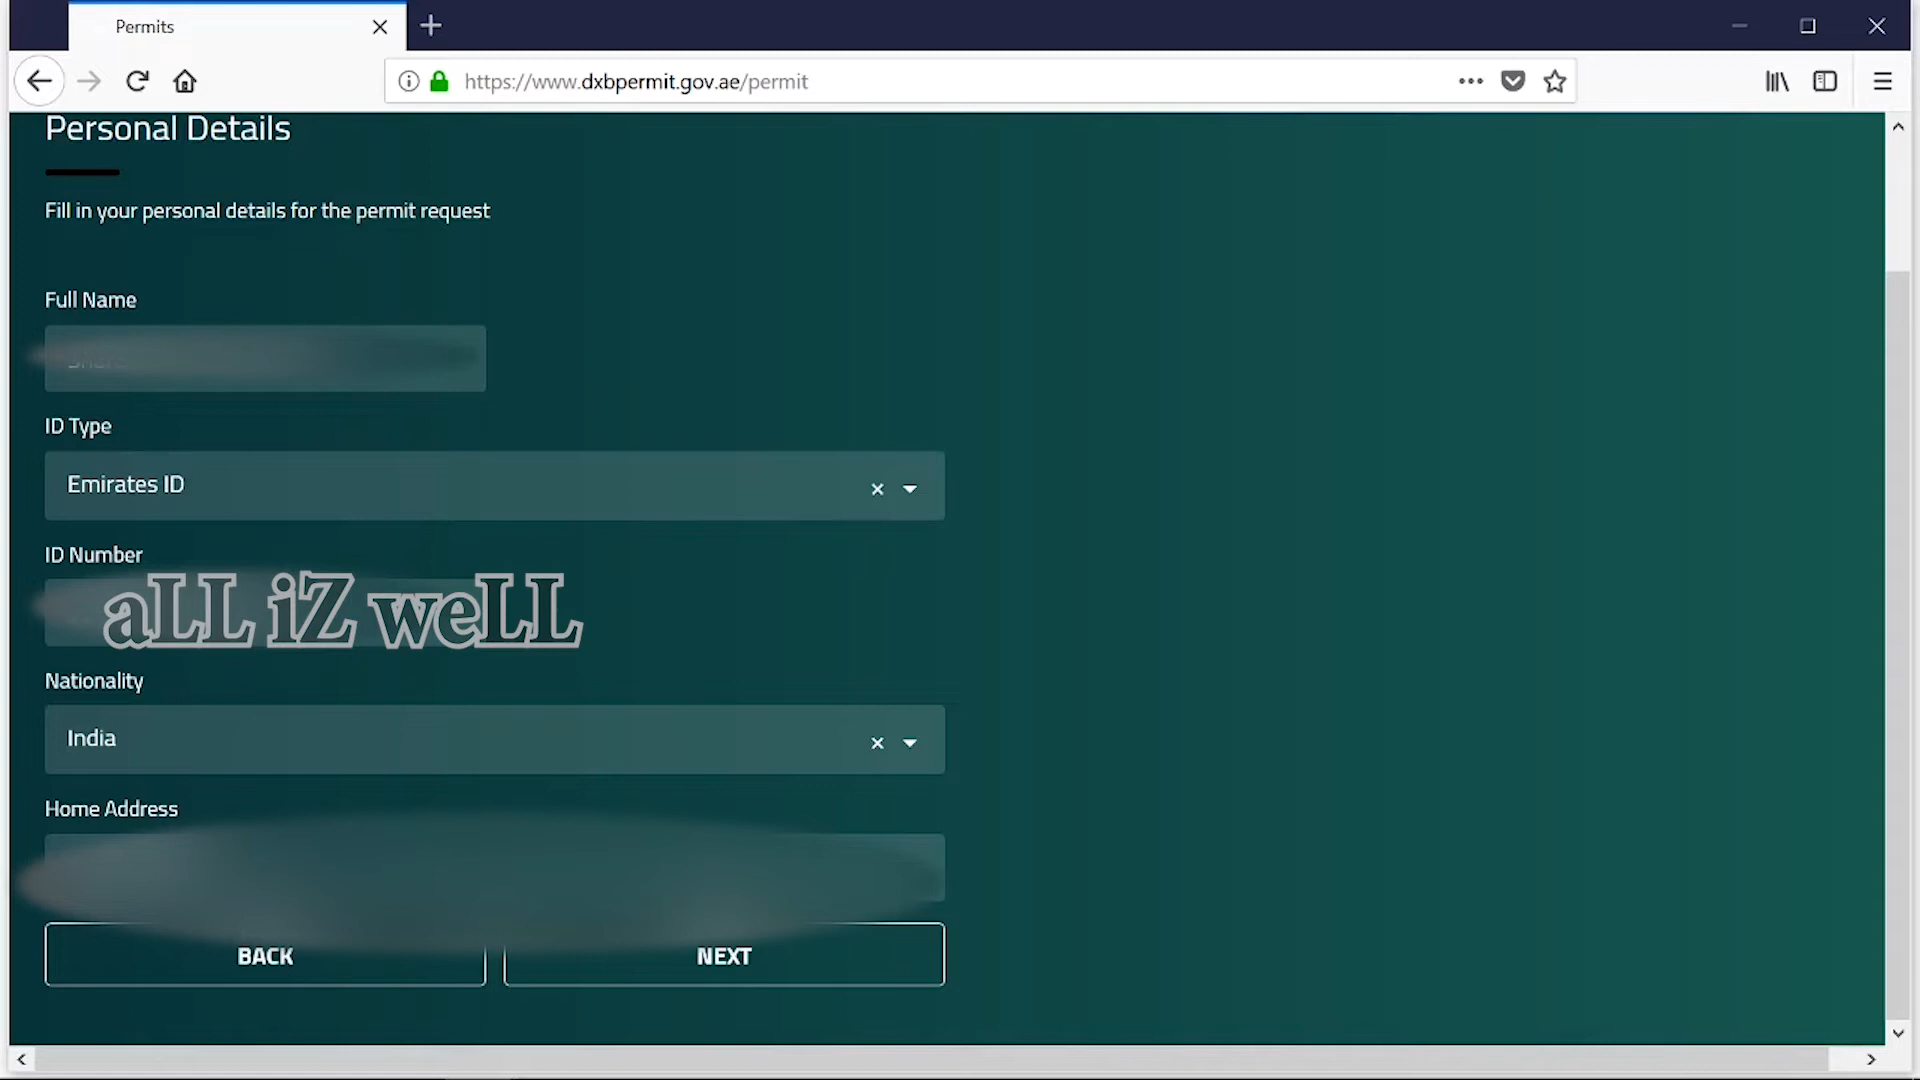 Permits
https://www.dxbpermit.gov.ae/permit
Personal Details
Fill in your personal details for the permit request
Full Name
ID Type
Emirates ID
ID Number
aLL iZ weLL
Nationality
India
Home Address
BACK
NEXT